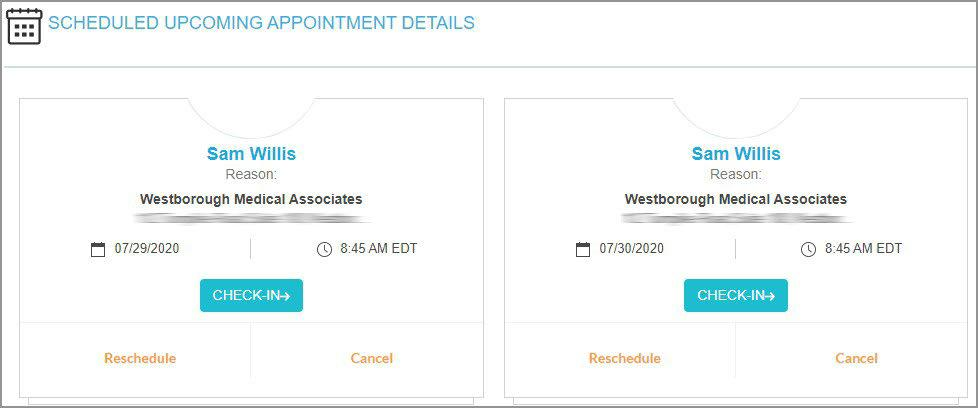 SCHEDULED UPCOMING APPOINTMENT DETAILS
Sam Willis
Reason:
Westborough Medical Associates
07/29/2020
8:45 AM EDT
CHECK-IN→
Reschedule
Cancel
Sam Willis
Reason:
Westborough Medical Associates
07/30/2020
8:45 AM EDT
CHECK-IN→
Reschedule
Cancel